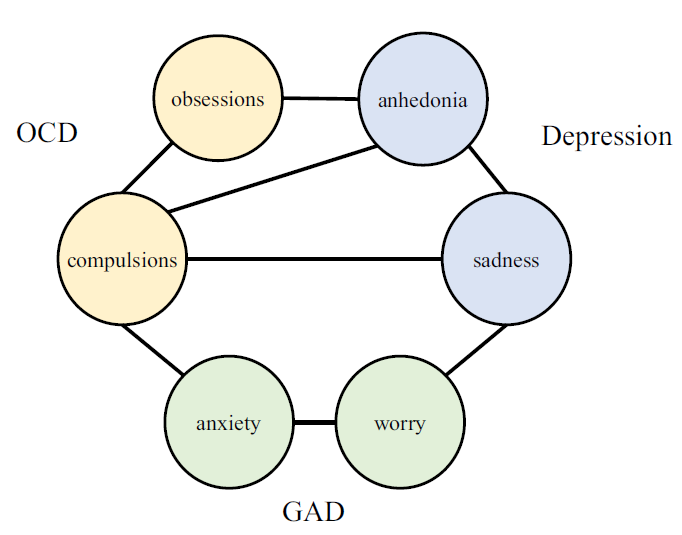 obsessions
anhedonia
OCD
Depression
compulsions
sadness
anxiety
worry
GAD